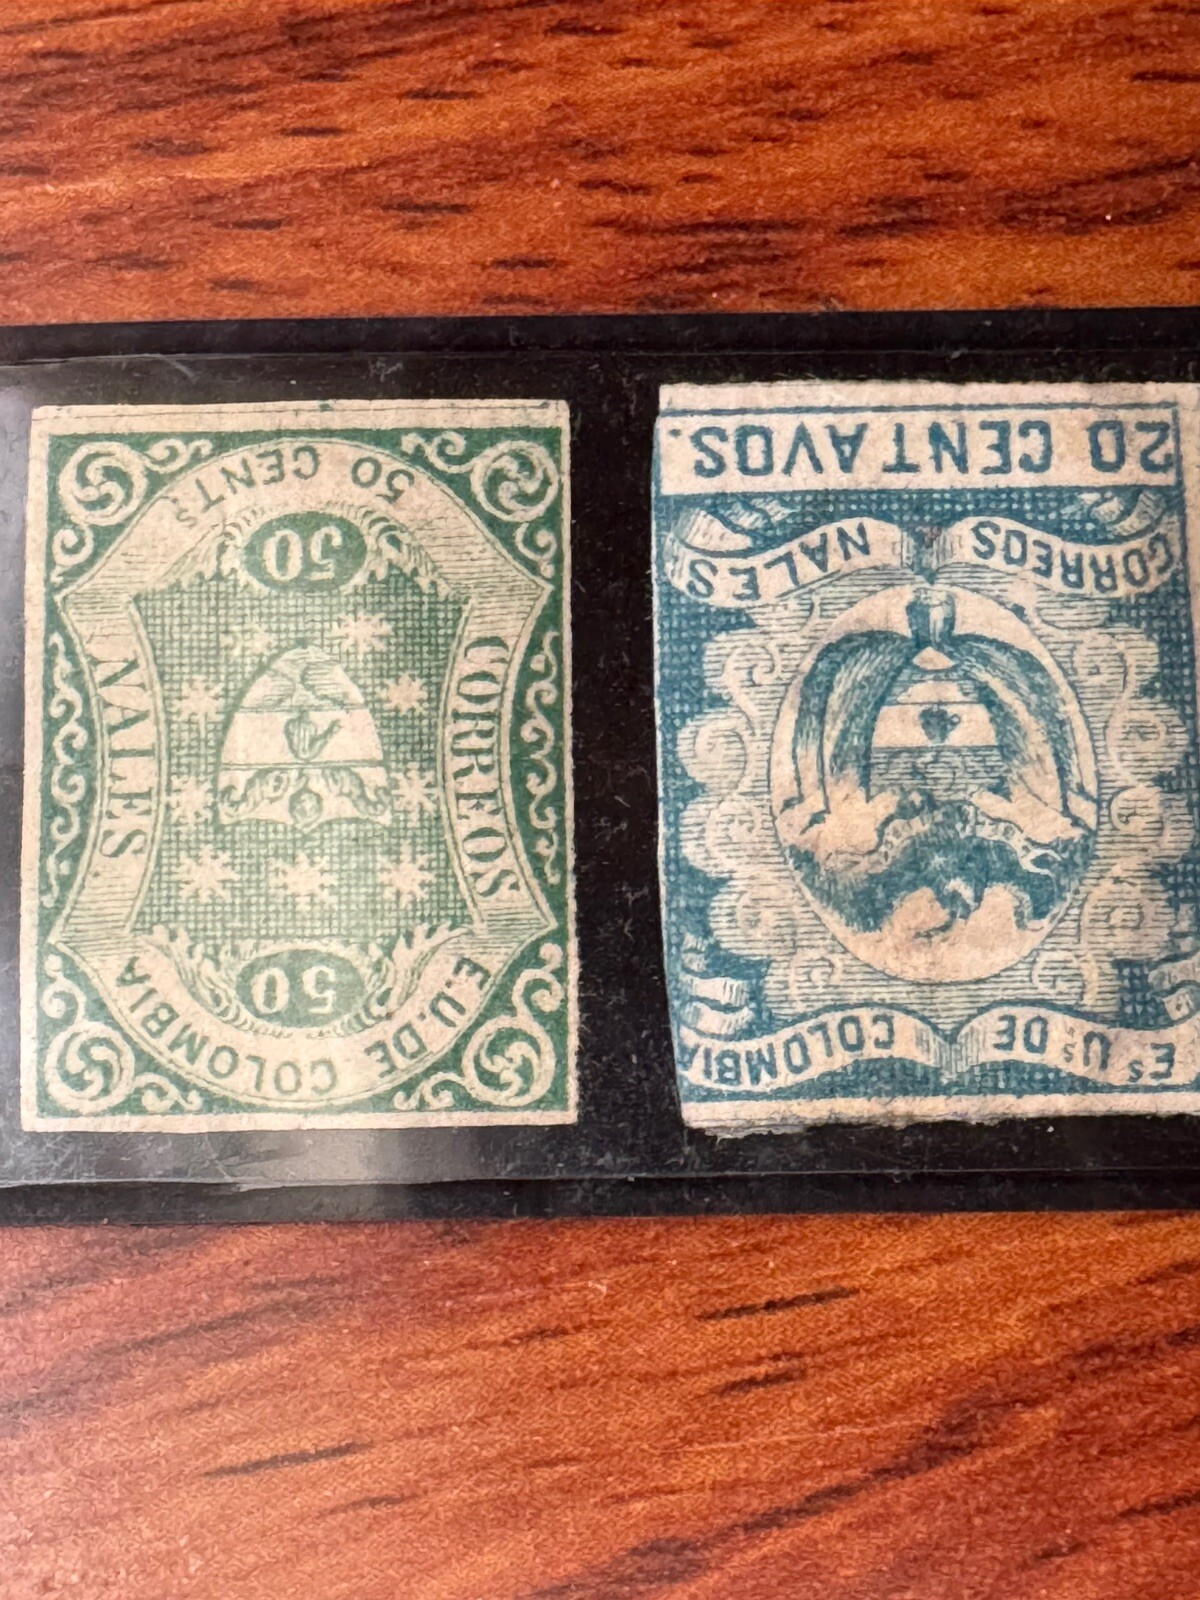 E.U. DE COLOMBIA
50
CORREOS
NALES.
50
50 CENTS
Es Us DE COLOMBIA
CORREOS NALES
20 CENTAVOS.